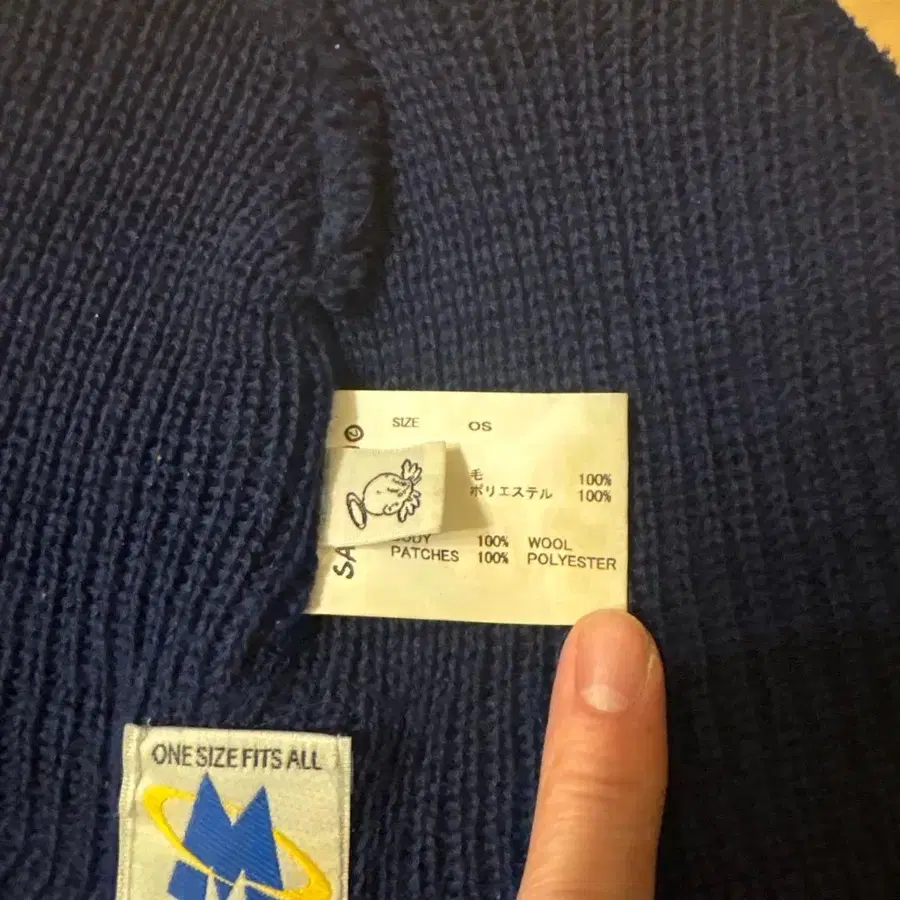 SIZE OS
毛 100%
ポリエステル 100%
100% WOOL
PATCHES 100% POLYESTER
SA
ONE SIZE FITS ALL